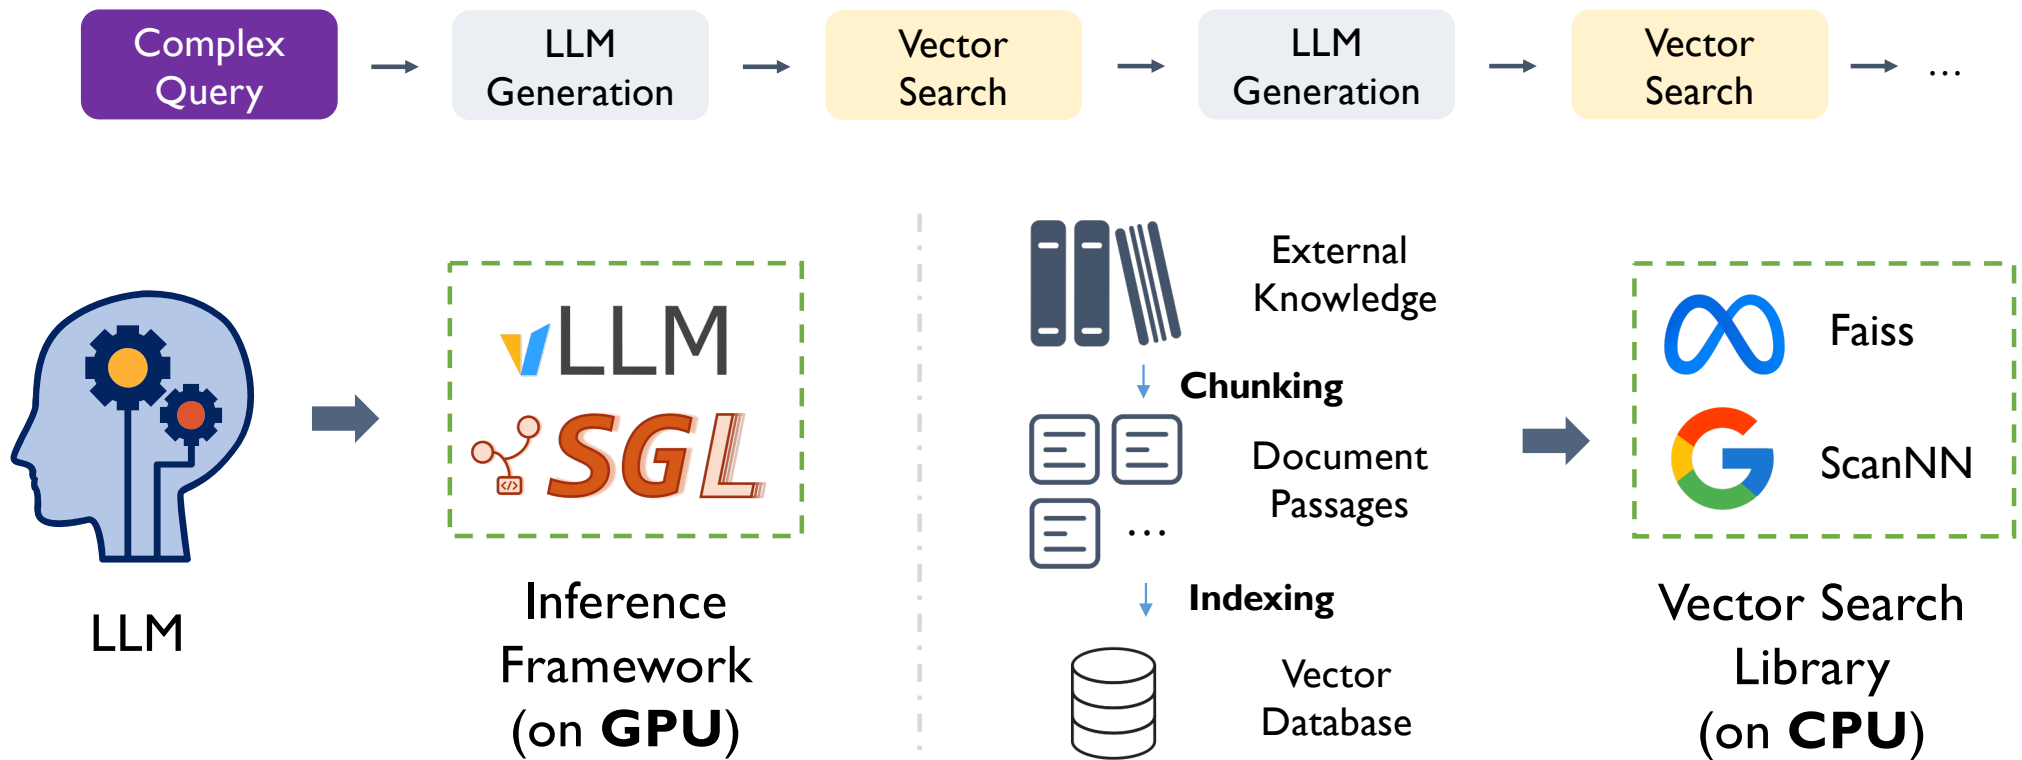 Complex
Query
LLM
Generation
Vector
Search
LLM
Generation
Vector
Search
...
vLLM
</>
SGL
LLM
Inference
Framework
(on GPU)
External
Knowledge
Chunking
Document
Passages
...
Indexing
Vector
Database
Faiss
ScanNN
Vector Search
Library
(on CPU)